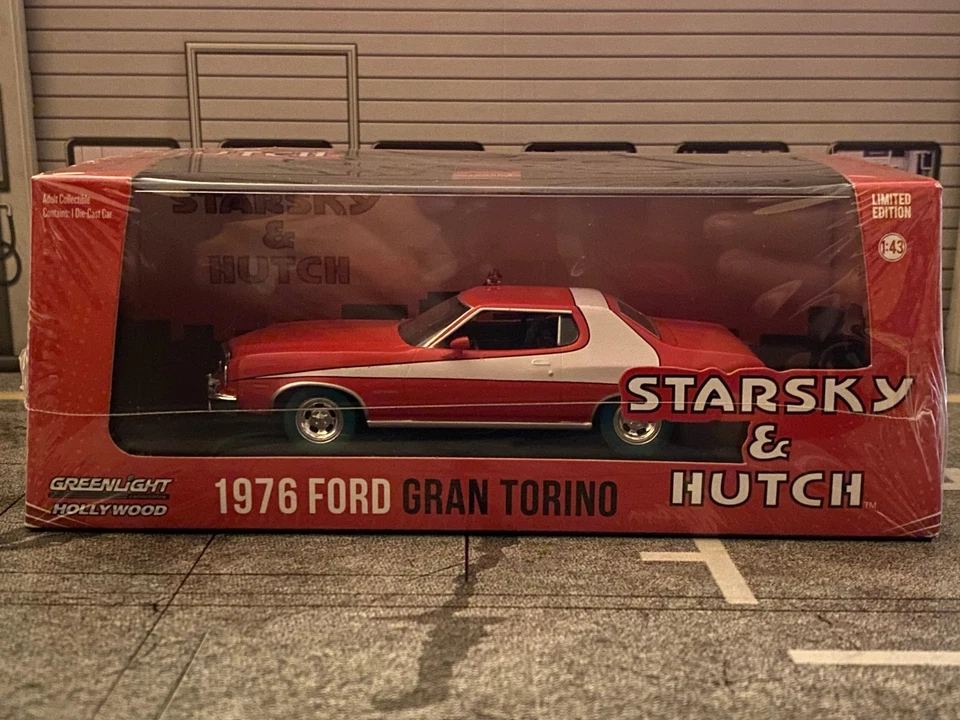 Adult Collectible
Contains: 1 Die-Cast Car
LIMITED
EDITION
1:43
STARSKY
&
HUTCH
STARSKY
&
HUTCH™
GREENLIGHT
HOLLYWOOD
1976 FORD GRAN TORINO